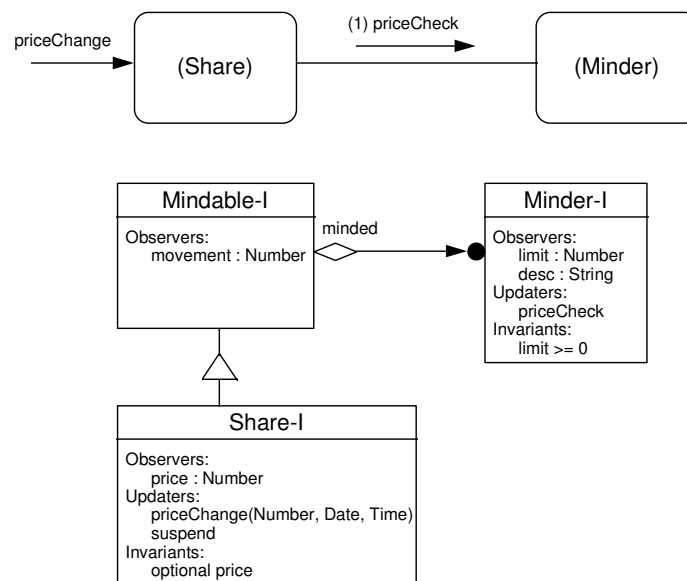 priceChange
(Share)
(1) priceCheck
(Minder)
Mindable-I
Observers:
movement : Number
minded
Minder-I
Observers:
limit : Number
desc : String
Updaters:
priceCheck
Invariants:
limit >= 0
Share-I
Observers:
price : Number
Updaters:
priceChange(Number, Date, Time)
suspend
Invariants:
optional price